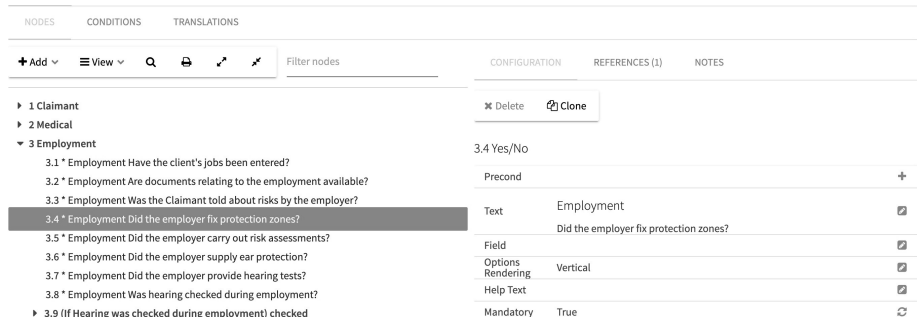 NODES CONDITIONS TRANSLATIONS
Add View Filter nodes
1 Claimant
2 Medical
3 Employment
3.1 * Employment Have the client's jobs been entered?
3.2 * Employment Are documents relating to the employment available?
3.3 * Employment Was the Claimant told about risks by the employer?
3.4 * Employment Did the employer fix protection zones?
3.5 * Employment Did the employer carry out risk assessments?
3.6 * Employment Did the employer supply ear protection?
3.7 * Employment Did the employer provide hearing tests?
3.8 * Employment Was hearing checked during employment?
3.9 (If Hearing was checked during employment) checked
CONFIGURATION REFERENCES (1) NOTES
Delete Clone
3.4 Yes/No
Precond
Text Employment
Did the employer fix protection zones?
Field
Options Rendering Vertical
Help Text
Mandatory True